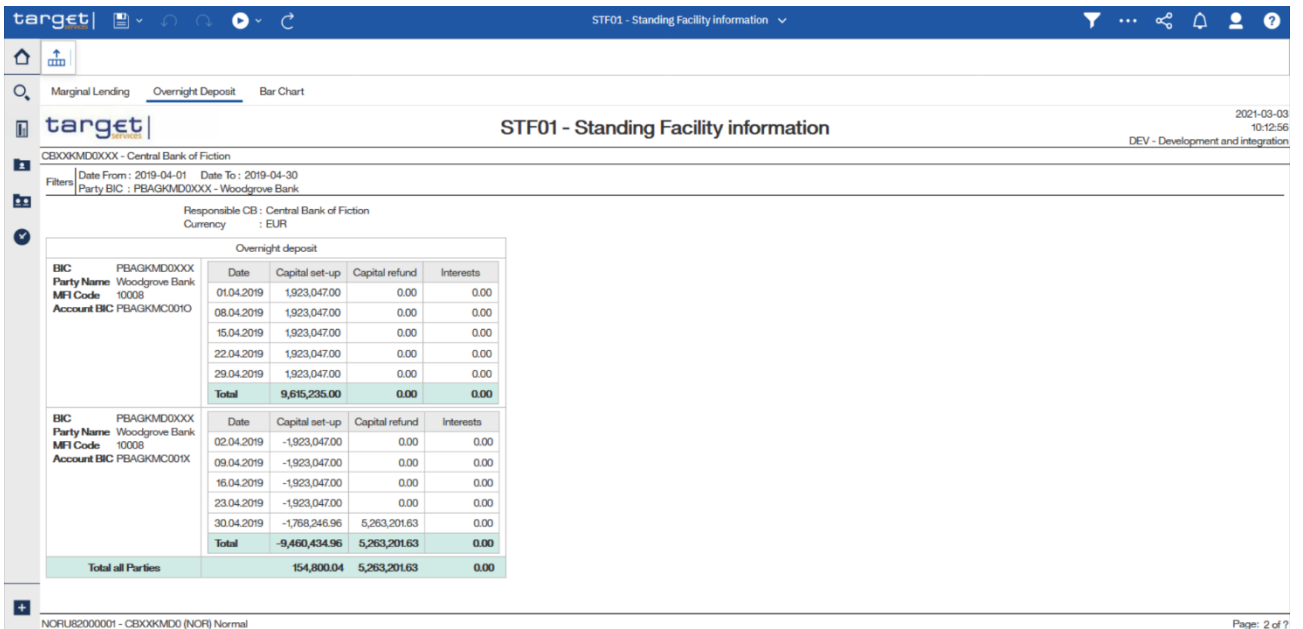 target| services STF01 - Standing Facility information
Marginal Lending Overnight Deposit Bar Chart
target| services
STF01 - Standing Facility information
2021-03-03
10:12:56
DEV - Development and integration
CBXXKMD0XXX - Central Bank of Fiction
Filters
Date From : 2019-04-01 Date To : 2019-04-30
Party BIC : PBAGKMD0XXX - Woodgrove Bank
Responsible CB : Central Bank of Fiction
Currency : EUR
Overnight deposit
BIC PBAGKMD0XXX
Party Name Woodgrove Bank
MFI Code 10008
Account BIC PBAGKMC001O
Date Capital set-up Capital refund Interests
01.04.2019 1,923,047.00 0.00 0.00
08.04.2019 1,923,047.00 0.00 0.00
15.04.2019 1,923,047.00 0.00 0.00
22.04.2019 1,923,047.00 0.00 0.00
29.04.2019 1,923,047.00 0.00 0.00
Total 9,615,235.00 0.00 0.00
BIC PBAGKMD0XXX
Party Name Woodgrove Bank
MFI Code 10008
Account BIC PBAGKMC001X
Date Capital set-up Capital refund Interests
02.04.2019 -1,923,047.00 0.00 0.00
09.04.2019 -1,923,047.00 0.00 0.00
16.04.2019 -1,923,047.00 0.00 0.00
23.04.2019 -1,923,047.00 0.00 0.00
30.04.2019 -1,768,246.96 5,263,201.63 0.00
Total -9,460,434.96 5,263,201.63 0.00
Total all Parties 154,800.04 5,263,201.63 0.00
NORU82000001 - CBXXKMD0 (NOR) Normal
Page: 2 of ?